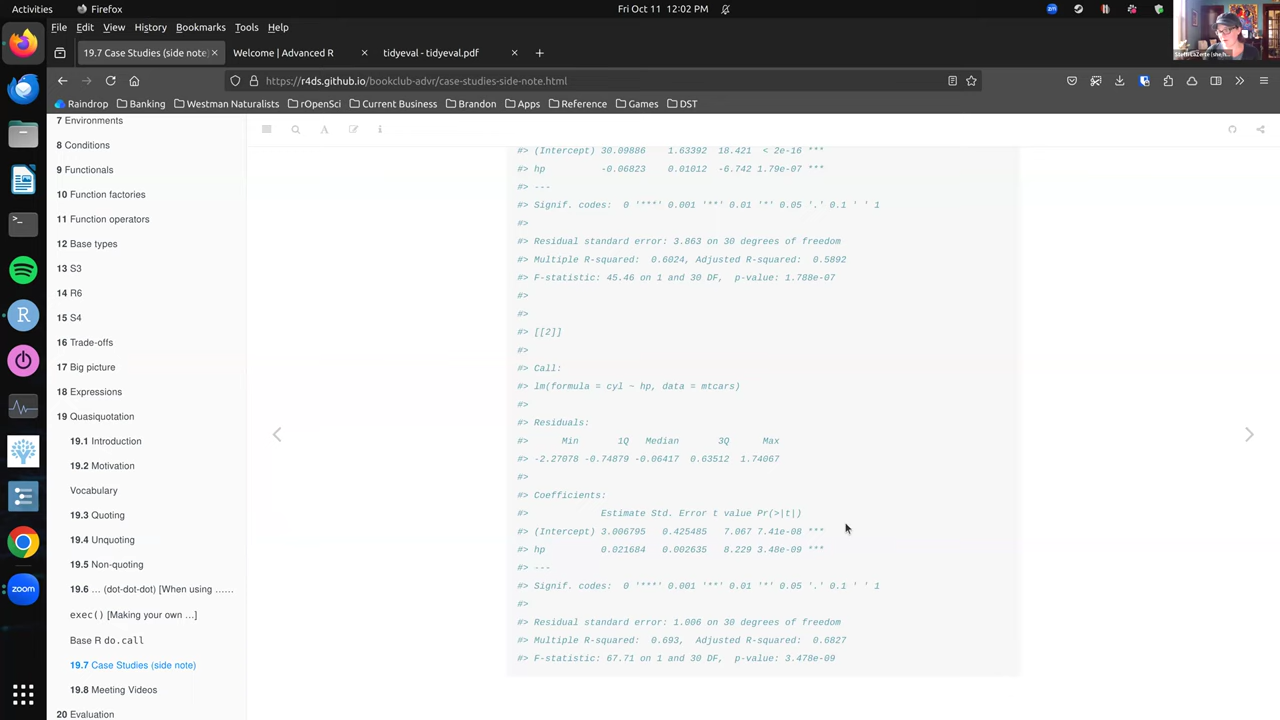 Activities Firefox Fri Oct 11 12:02 PM
File Edit View History Bookmarks Tools Help
19.7 Case Studies (side note Welcome | Advanced R tidyeval - tidyeval.pdf
https://r4ds.github.io/bookclub-advr/case-studies-side-note.html
Raindrop Banking Westman Naturalists rOpenSci Current Business Brandon Apps Reference Games DST
7 Environments
8 Conditions
9 Functionals
10 Function factories
11 Function operators
12 Base types
13 S3
14 R6
15 S4
16 Trade-offs
17 Big picture
18 Expressions
19 Quasiquotation
19.1 Introduction
19.2 Motivation
Vocabulary
19.3 Quoting
19.4 Unquoting
19.5 Non-quoting
19.6 … (dot-dot-dot) [When using ……
exec() [Making your own …]
Base R do.call
19.7 Case Studies (side note)
19.8 Meeting Videos
20 Evaluation
#> (Intercept) 30.09886 1.63392 18.421 < 2e-16 ***
#> hp -0.06823 0.01012 -6.742 1.79e-07 ***
#> ---
#> Signif. codes: 0 '***' 0.001 '**' 0.01 '*' 0.05 '.' 0.1 ' ' 1
#>
#> Residual standard error: 3.863 on 30 degrees of freedom
#> Multiple R-squared: 0.6024, Adjusted R-squared: 0.5892
#> F-statistic: 45.46 on 1 and 30 DF, p-value: 1.788e-07
#>
#>
#> [[2]]
#>
#> Call:
#> lm(formula = cyl ~ hp, data = mtcars)
#>
#> Residuals:
#> Min 1Q Median 3Q Max
#> -2.27078 -0.74879 -0.06417 0.63512 1.74067
#>
#> Coefficients:
#> Estimate Std. Error t value Pr(>|t|)
#> (Intercept) 3.006795 0.425485 7.067 7.41e-08 ***
#> hp 0.021684 0.002635 8.229 3.48e-09 ***
#> ---
#> Signif. codes: 0 '***' 0.001 '**' 0.01 '*' 0.05 '.' 0.1 ' ' 1
#>
#> Residual standard error: 1.006 on 30 degrees of freedom
#> Multiple R-squared: 0.693, Adjusted R-squared: 0.6827
#> F-statistic: 67.71 on 1 and 30 DF, p-value: 3.478e-09
R
zoom